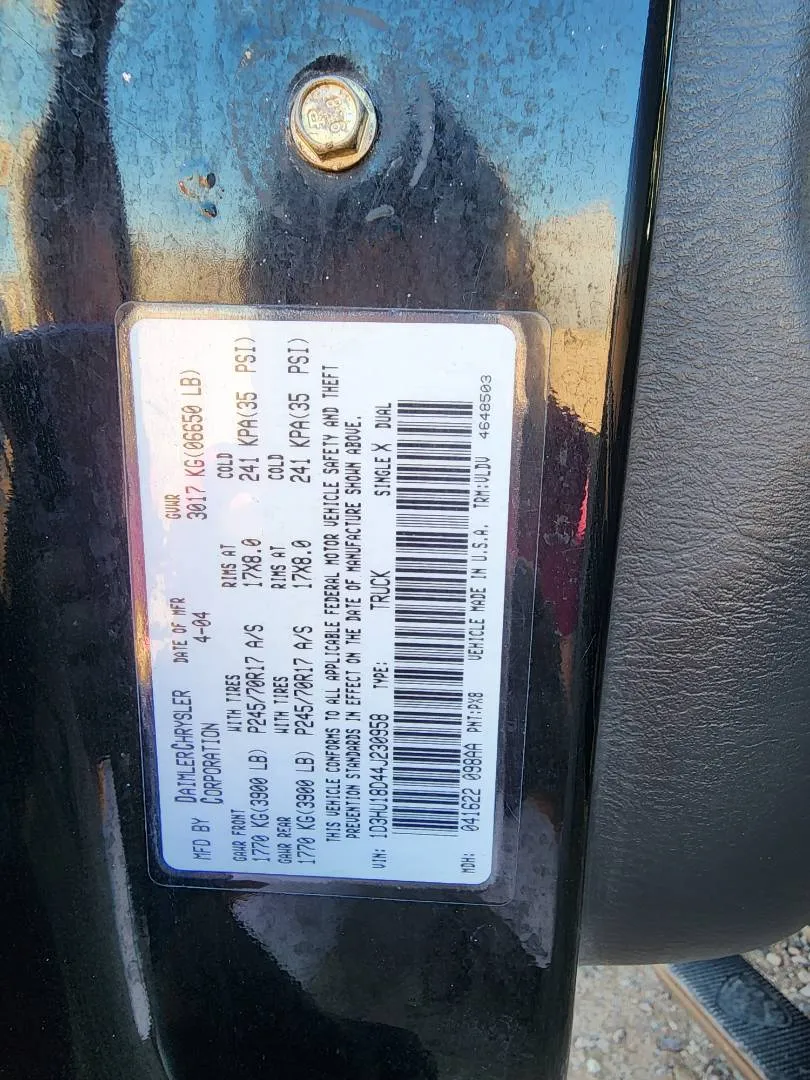 MFD BY DAIMLERCHRYSLER CORPORATION DATE OF MFR 4-04 GVWR 3017 KG(06650 LB)
GAWR FRONT WITH TIRES RIMS AT COLD
1770 KG(3900 LB) P245/70R17 A/S 17X8.0 241 KPA(35 PSI)
GAWR REAR WITH TIRES RIMS AT COLD
1770 KG(3900 LB) P245/70R17 A/S 17X8.0 241 KPA(35 PSI)
THIS VEHICLE CONFORMS TO ALL APPLICABLE FEDERAL MOTOR VEHICLE SAFETY AND THEFT
PREVENTION STANDARDS IN EFFECT ON THE DATE OF MANUFACTURE SHOWN ABOVE.
VIN: 1D3HU18D44J230958 TYPE: TRUCK SINGLE X DUAL
MDH: 041622 098AA PNT:PX8 VEHICLE MADE IN U.S.A. TRM:VLDV 4648503